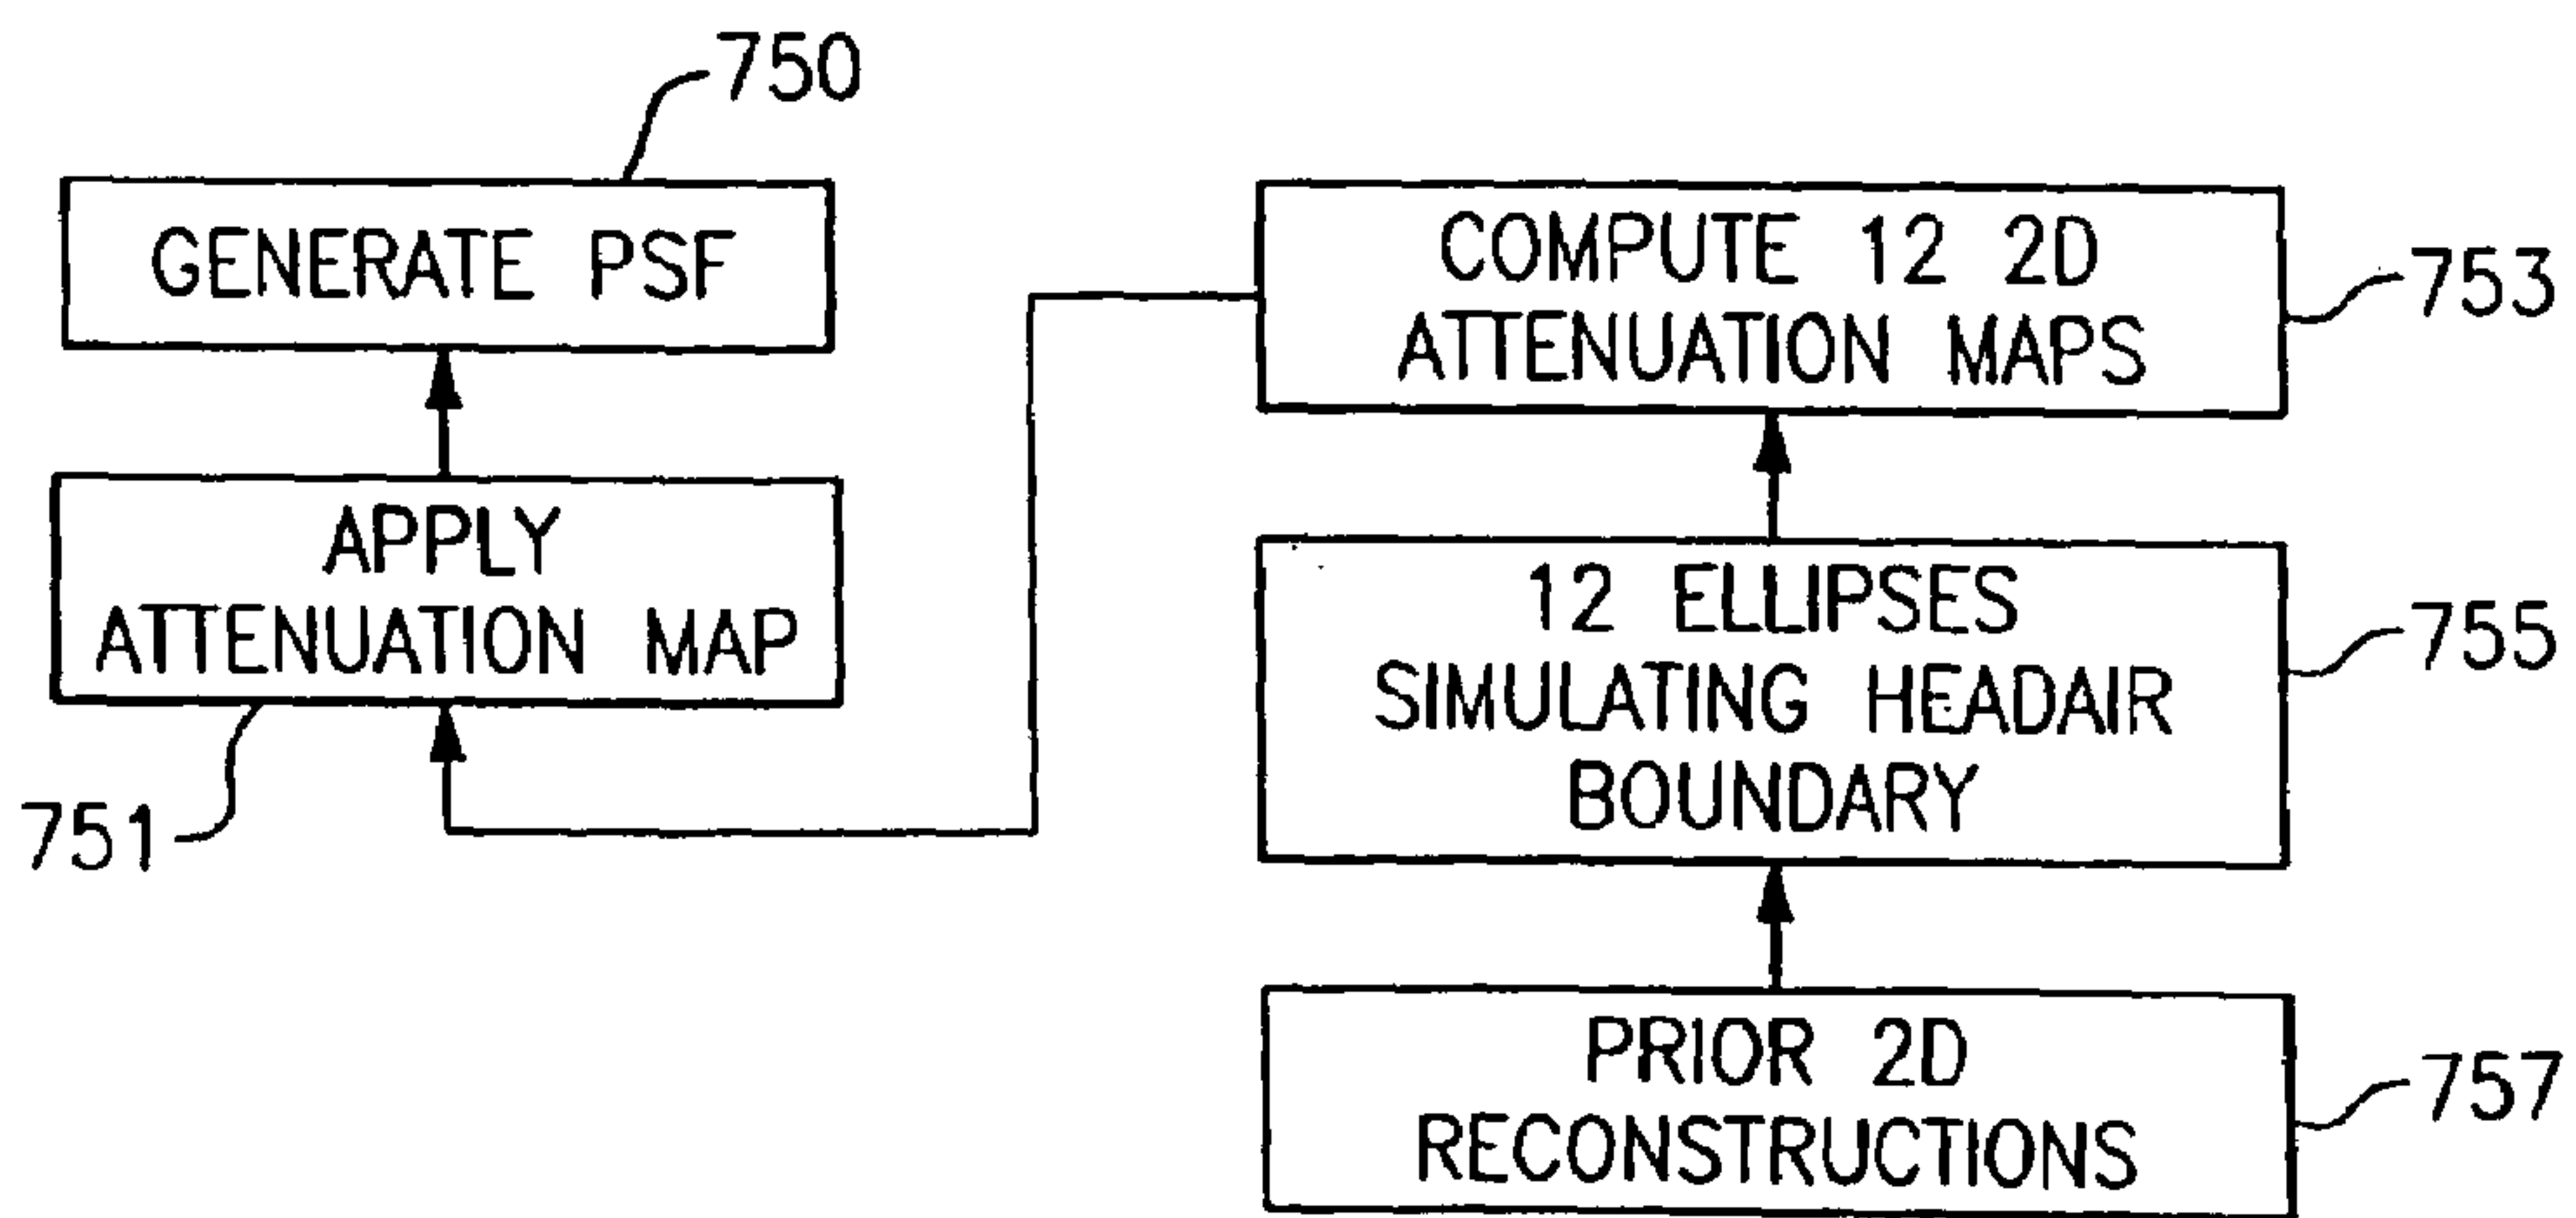 750
GENERATE PSF
APPLY
ATTENUATION MAP
751
COMPUTE 12 2D
ATTENUATION MAPS
753
12 ELLIPSES
SIMULATING HEADAIR
BOUNDARY
755
PRIOR 2D
RECONSTRUCTIONS
757